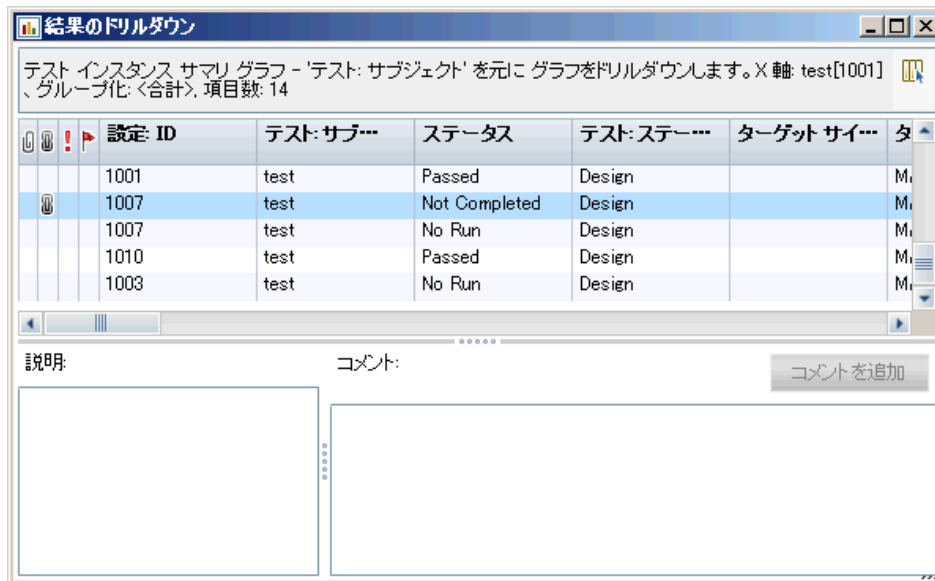 結果のドリルダウン
テスト インスタンス サマリ グラフ - 'テスト: サブジェクト' を元に グラフをドリルダウンします。X 軸: test[1001]
、グループ化: <合計>, 項目数: 14
設定: ID テスト: サブ… ステータス テスト: ステー… ターゲット サイ… タ
1001 test Passed Design
1007 test Not Completed Design
1007 test No Run Design
1010 test Passed Design
1003 test No Run Design
説明: コメント: コメントを追加